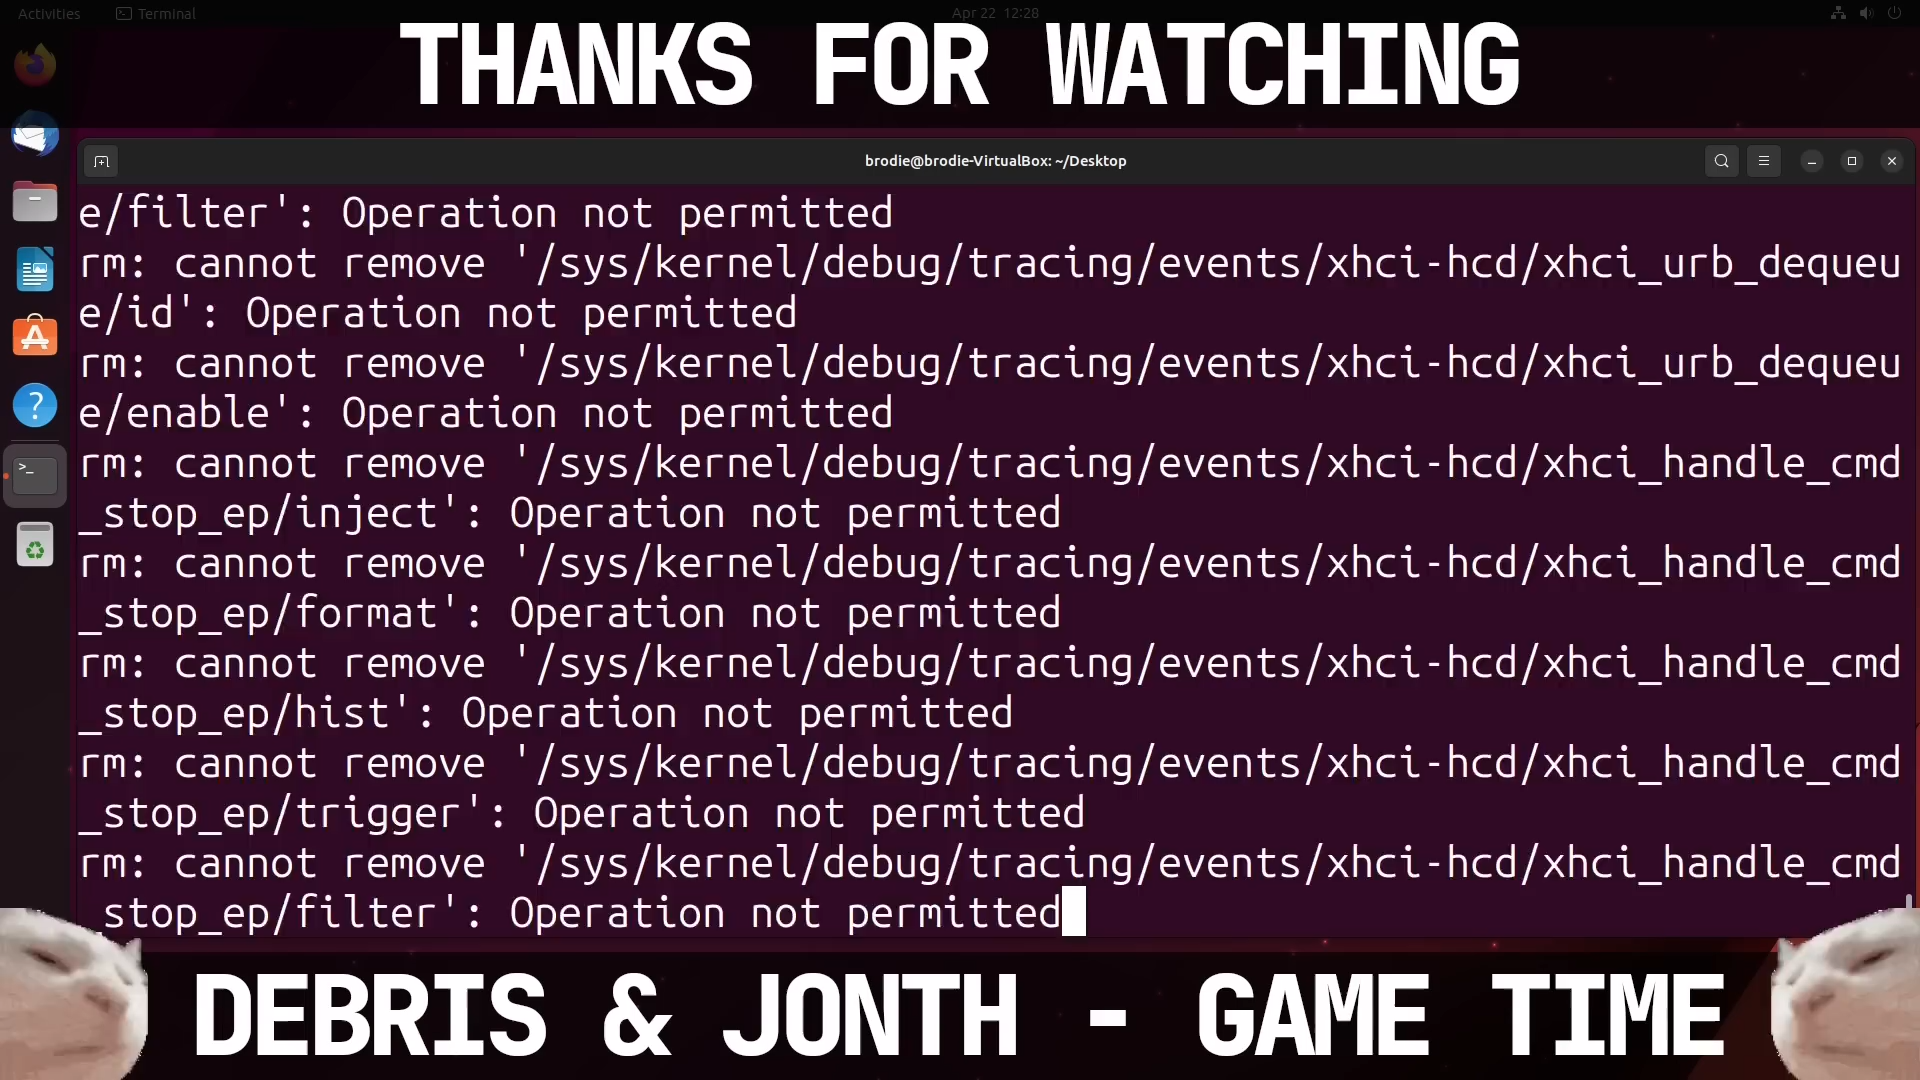 Activities
Terminal
Apr 22 12:28
THANKS FOR WATCHING
brodie@brodie-VirtualBox: ~/Desktop
e/filter': Operation not permitted
rm: cannot remove '/sys/kernel/debug/tracing/events/xhci-hcd/xhci_urb_dequeu
e/id': Operation not permitted
rm: cannot remove '/sys/kernel/debug/tracing/events/xhci-hcd/xhci_urb_dequeu
e/enable': Operation not permitted
rm: cannot remove '/sys/kernel/debug/tracing/events/xhci-hcd/xhci_handle_cmd
_stop_ep/inject': Operation not permitted
rm: cannot remove '/sys/kernel/debug/tracing/events/xhci-hcd/xhci_handle_cmd
_stop_ep/format': Operation not permitted
rm: cannot remove '/sys/kernel/debug/tracing/events/xhci-hcd/xhci_handle_cmd
_stop_ep/hist': Operation not permitted
rm: cannot remove '/sys/kernel/debug/tracing/events/xhci-hcd/xhci_handle_cmd
_stop_ep/trigger': Operation not permitted
rm: cannot remove '/sys/kernel/debug/tracing/events/xhci-hcd/xhci_handle_cmd
_stop_ep/filter': Operation not permitted
DEBRIS & JONTH - GAME TIME